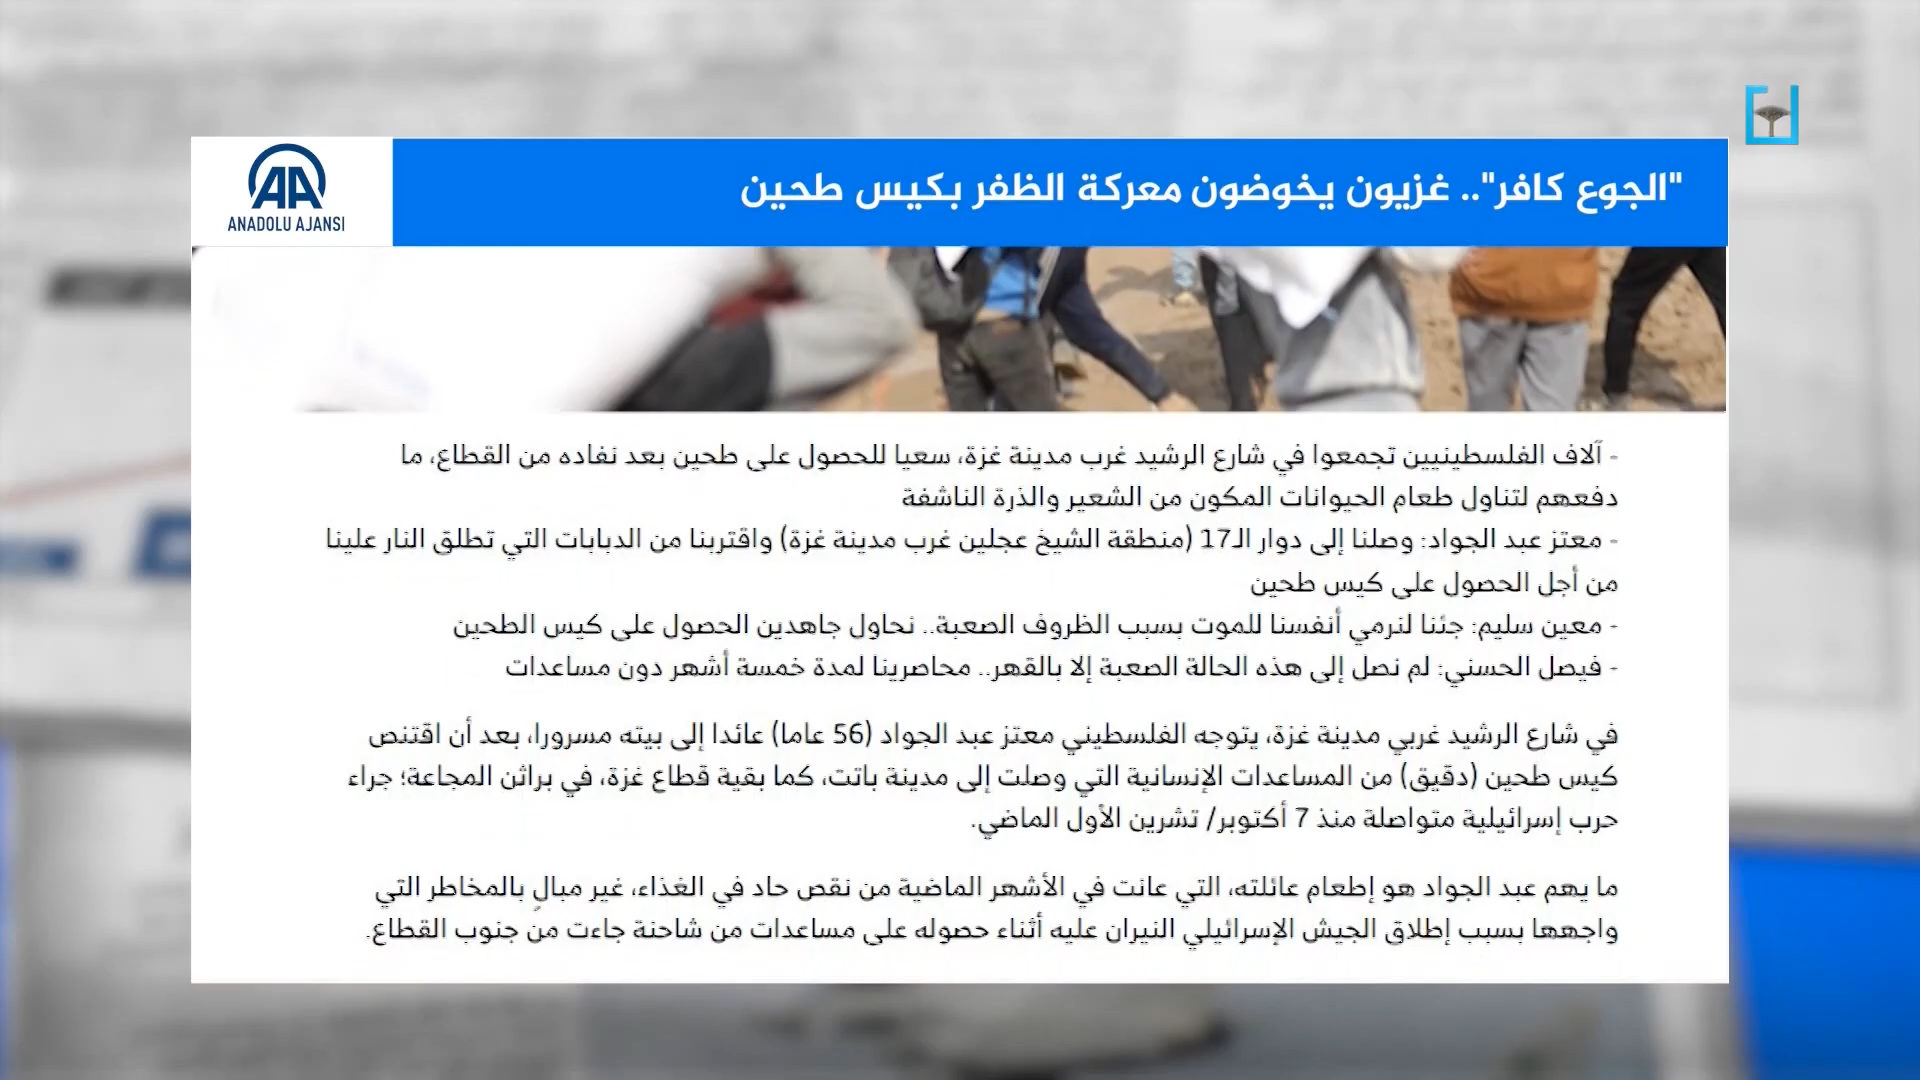 ANADOLU AJANSI
"الجوع كافر".. غزيون يخوضون معركة الظفر بكيس طحين
- آلاف الفلسطينيين تجمعوا في شارع الرشيد غرب مدينة غزة، سعيا للحصول على طحين بعد نفاده من القطاع، ما
دفعهم لتناول طعام الحيوانات المكون من الشعير والذرة الناشفة
- معتز عبد الجواد: وصلنا إلى دوار الـ17 (منطقة الشيخ عجلين غرب مدينة غزة) واقتربنا من الدبابات التي تطلق النار علينا
من أجل الحصول على كيس طحين
- معين سليم: جئنا لنرمي أنفسنا للموت بسبب الظروف الصعبة.. نحاول جاهدين الحصول على كيس الطحين
- فيصل الحسني: لم نصل إلى هذه الحالة الصعبة إلا بالقهر.. محاصرينا لمدة خمسة أشهر دون مساعدات
في شارع الرشيد غربي مدينة غزة، يتوجه الفلسطيني معتز عبد الجواد (56 عاما) عائدا إلى بيته مسرورا، بعد أن اقتنص
كيس طحين (دقيق) من المساعدات الإنسانية التي وصلت إلى مدينة باتت، كما بقية قطاع غزة، في براثن المجاعة؛ جراء
حرب إسرائيلية متواصلة منذ 7 أكتوبر/ تشرين الأول الماضي.
ما يهم عبد الجواد هو إطعام عائلته، التي عانت في الأشهر الماضية من نقص حاد في الغذاء، غير مبالٍ بالمخاطر التي
واجهها بسبب إطلاق الجيش الإسرائيلي النيران عليه أثناء حصوله على مساعدات من شاحنة جاءت من جنوب القطاع.